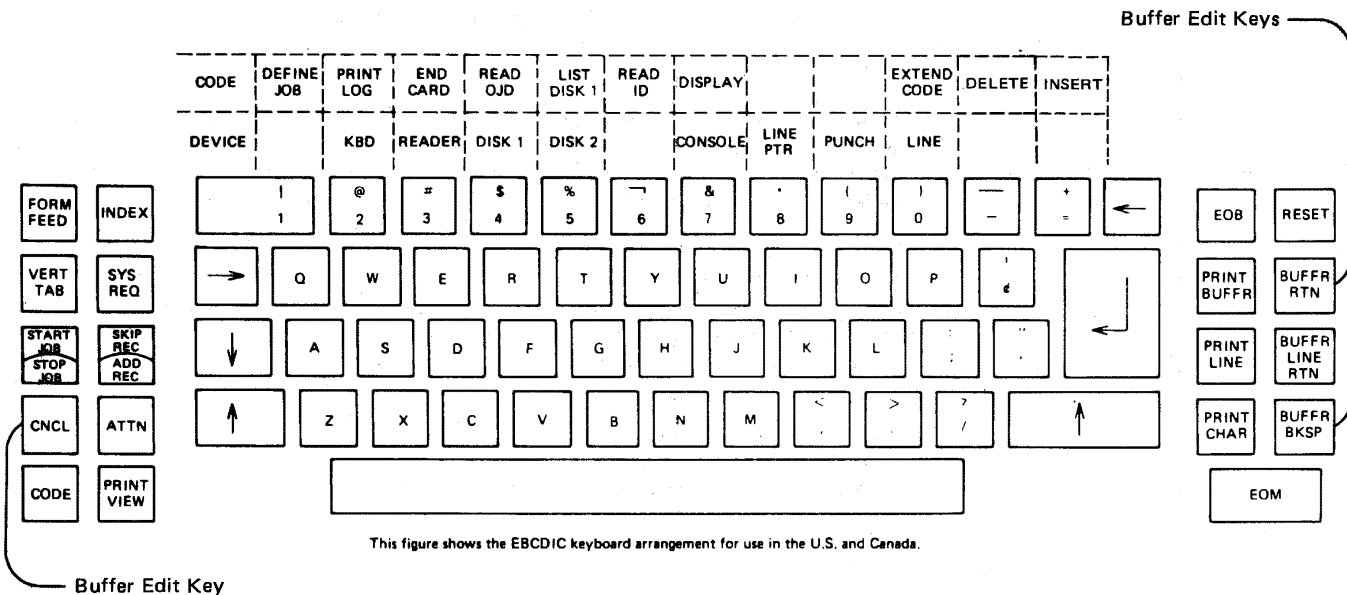 Buffer Edit Keys
CODE DEFINE JOB PRINT LOG END CARD READ OJD LIST DISK 1 READ ID DISPLAY PUNCH EXTEND CODE DELETE INSERT
DEVICE KBD READER DISK 1 DISK 2 CONSOLE LINE PTR PUNCH LINE
FORM FEED INDEX | 1 @ 2 # 3 $ 4 % 5 ¬ 6 & 7 8 ( 9 ) 0 — - + = ← EOB RESET
VERT TAB SYS REQ → Q W E R T Y U I O P ' ¢ PRINT BUFFR BUFFR RTN
START JOB STOP JOB SKIP REC ADD REC ↓ A S D F G H J K L : ; " ' ↵ PRINT LINE BUFFR LINE RTN
CNCL ATTN ↑ Z X C V B N M < , > . ? / ↑ PRINT CHAR BUFFR BKSP
CODE PRINT VIEW EOM
This figure shows the EBCDIC keyboard arrangement for use in the U.S. and Canada.
Buffer Edit Key